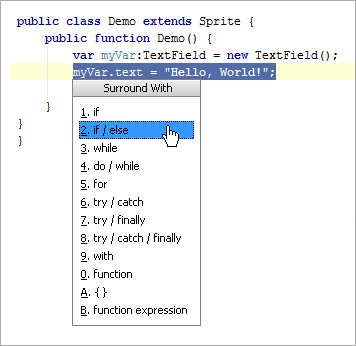 public class Demo extends Sprite {
public function Demo() {
var myVar:TextField = new TextField();
myVar.text = "Hello, World!";
Surround With
1. if
2. if / else
3. while
4. do / while
5. for
6. try / catch
7. try / finally
8. try / catch / finally
9. with
0. function
A. { }
B. function expression
}
}
}